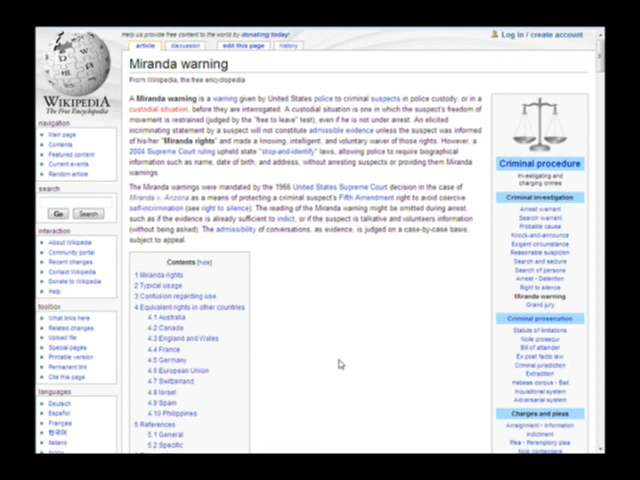 Help us provide free content to the world by donating today!
Log in / create account
article
discussion
edit this page
history
Miranda warning
From Wikipedia, the free encyclopedia
A Miranda warning is a warning given by United States police to criminal suspects in police custody, or in a
custodial situation, before they are interrogated. A custodial situation is one in which the suspect's freedom of
movement is restrained (judged by the "free to leave" test), even if he is not under arrest. An elicited
incriminating statement by a suspect will not constitute admissible evidence unless the suspect was informed
of his/her "Miranda rights" and made a knowing, intelligent, and voluntary waiver of those rights. However, a
2004 Supreme Court ruling upheld state "stop-and-identify" laws, allowing police to require biographical
information such as name, date of birth, and address, without arresting suspects or providing them Miranda
warnings.
The Miranda warnings were mandated by the 1966 United States Supreme Court decision in the case of
Miranda v. Arizona as a means of protecting a criminal suspect's Fifth Amendment right to avoid coercive
self-incrimination (see right to silence). The reading of the Miranda warning might be omitted during arrest,
such as if the evidence is already sufficient to indict, or if the suspect is talkative and volunteers information
(without being asked). The admissibility of conversations, as evidence, is judged on a case-by-case basis,
subject to appeal.
Contents [hide]
1 Miranda rights
2 Typical usage
3 Confusion regarding use
4 Equivalent rights in other countries
4.1 Australia
4.2 Canada
4.3 England and Wales
4.4 France
4.5 Germany
4.6 European Union
4.7 Switzerland
4.8 Israel
4.9 Spain
4.10 Philippines
5 References
5.1 General
5.2 Specific
WIKIPEDIA
The Free Encyclopedia
navigation
Main page
Contents
Featured content
Current events
Random article
search
Go
Search
interaction
About Wikipedia
Community portal
Recent changes
Contact Wikipedia
Donate to Wikipedia
Help
toolbox
What links here
Related changes
Upload file
Special pages
Printable version
Permanent link
Cite this page
languages
Deutsch
Español
Français
한국어
Italiano
Criminal procedure
Investigating and
charging crimes
Criminal investigation
Arrest warrant
Search warrant
Probable cause
Knock-and-announce
Exigent circumstance
Reasonable suspicion
Search and seizure
Search of persons
Arrest - Detention
Right to silence
Miranda warning
Grand jury
Criminal prosecution
Statute of limitations
Nolle prosequi
Bill of attainder
Ex post facto law
Criminal jurisdiction
Extradition
Habeas corpus - Bail
Inquisitorial system
Adversarial system
Charges and pleas
Arraignment - Information
Indictment
Plea - Peremptory plea
Nolo contendere